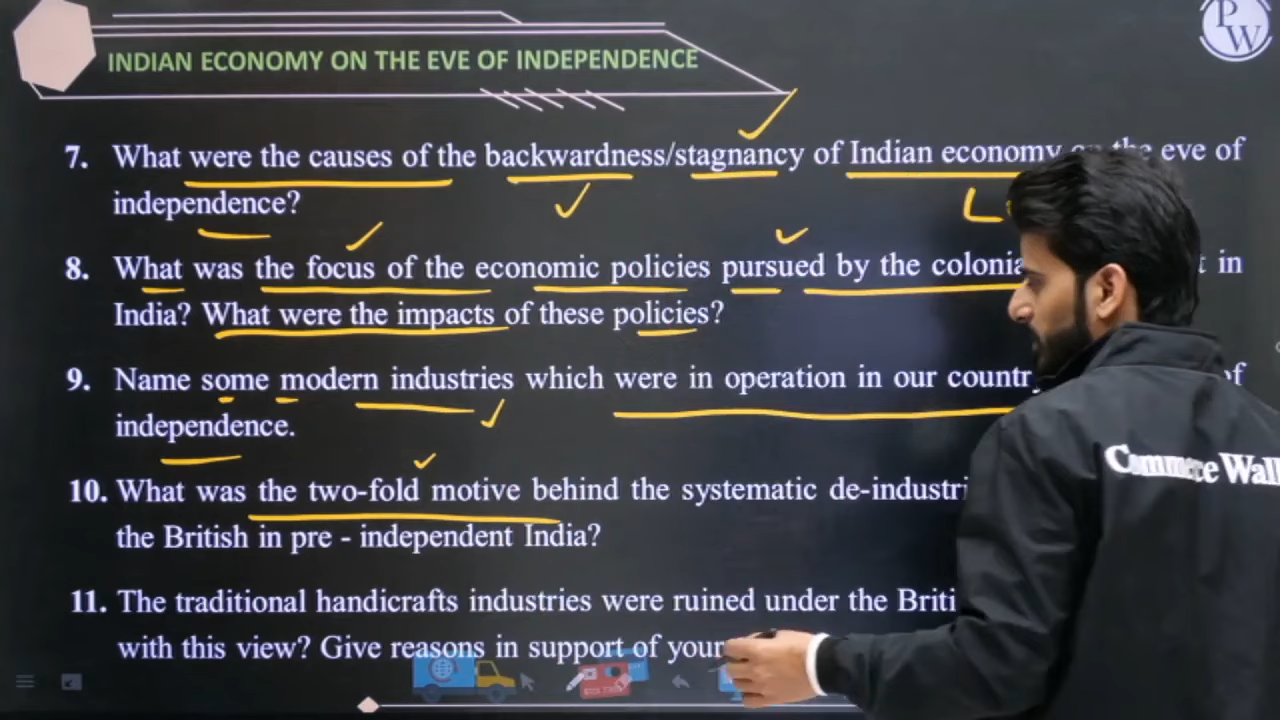 PW
INDIAN ECONOMY ON THE EVE OF INDEPENDENCE
7. What were the causes of the backwardness/stagnancy of Indian economy on the eve of
independence?
8. What was the focus of the economic policies pursued by the colonia t in
India? What were the impacts of these policies?
9. Name some modern industries which were in operation in our countr of
independence.
10. What was the two-fold motive behind the systematic de-industri
the British in pre - independent India?
11. The traditional handicrafts industries were ruined under the Briti
with this view? Give reasons in support of your
Commerce Wall